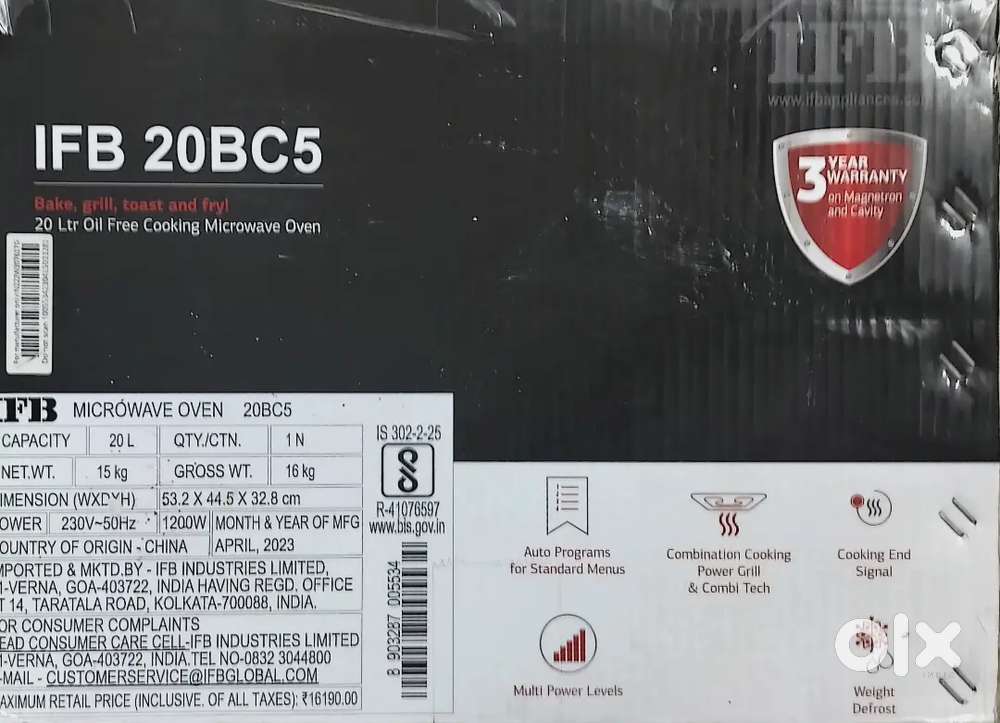 IFB
www.ifbappliances.com
IFB 20BC5
Bake, grill, toast and fry!
20 Ltr Oil Free Cooking Microwave Oven
3 YEAR
WARRANTY
on Magnetron
and Cavity
IFB MICROWAVE OVEN 20BC5
CAPACITY 20 L QTY./CTN. 1 N
NET.WT. 15 kg GROSS WT. 16 kg
IMENSION (WXDXH) 53.2 X 44.5 X 32.8 cm
OWER 230V~50Hz 1200W MONTH & YEAR OF MFG
OUNTRY OF ORIGIN - CHINA APRIL, 2023
MPORTED & MKTD.BY - IFB INDUSTRIES LIMITED,
-VERNA, GOA-403722, INDIA HAVING REGD. OFFICE
T 14, TARATALA ROAD, KOLKATA-700088, INDIA.
OR CONSUMER COMPLAINTS
EAD CONSUMER CARE CELL-IFB INDUSTRIES LIMITED
-VERNA, GOA-403722, INDIA.TEL NO-0832 3044800
-MAIL - CUSTOMERSERVICE@IFBGLOBAL.COM
AXIMUM RETAIL PRICE (INCLUSIVE. OF ALL TAXES): ₹16190.00
IS 302-2-25
R-41076597
www.bis.gov.in
8 903287 005534
Auto Programs
for Standard Menus
Combination Cooking
Power Grill
& Combi Tech
Cooking End
Signal
Multi Power Levels
Weight
Defrost
olx